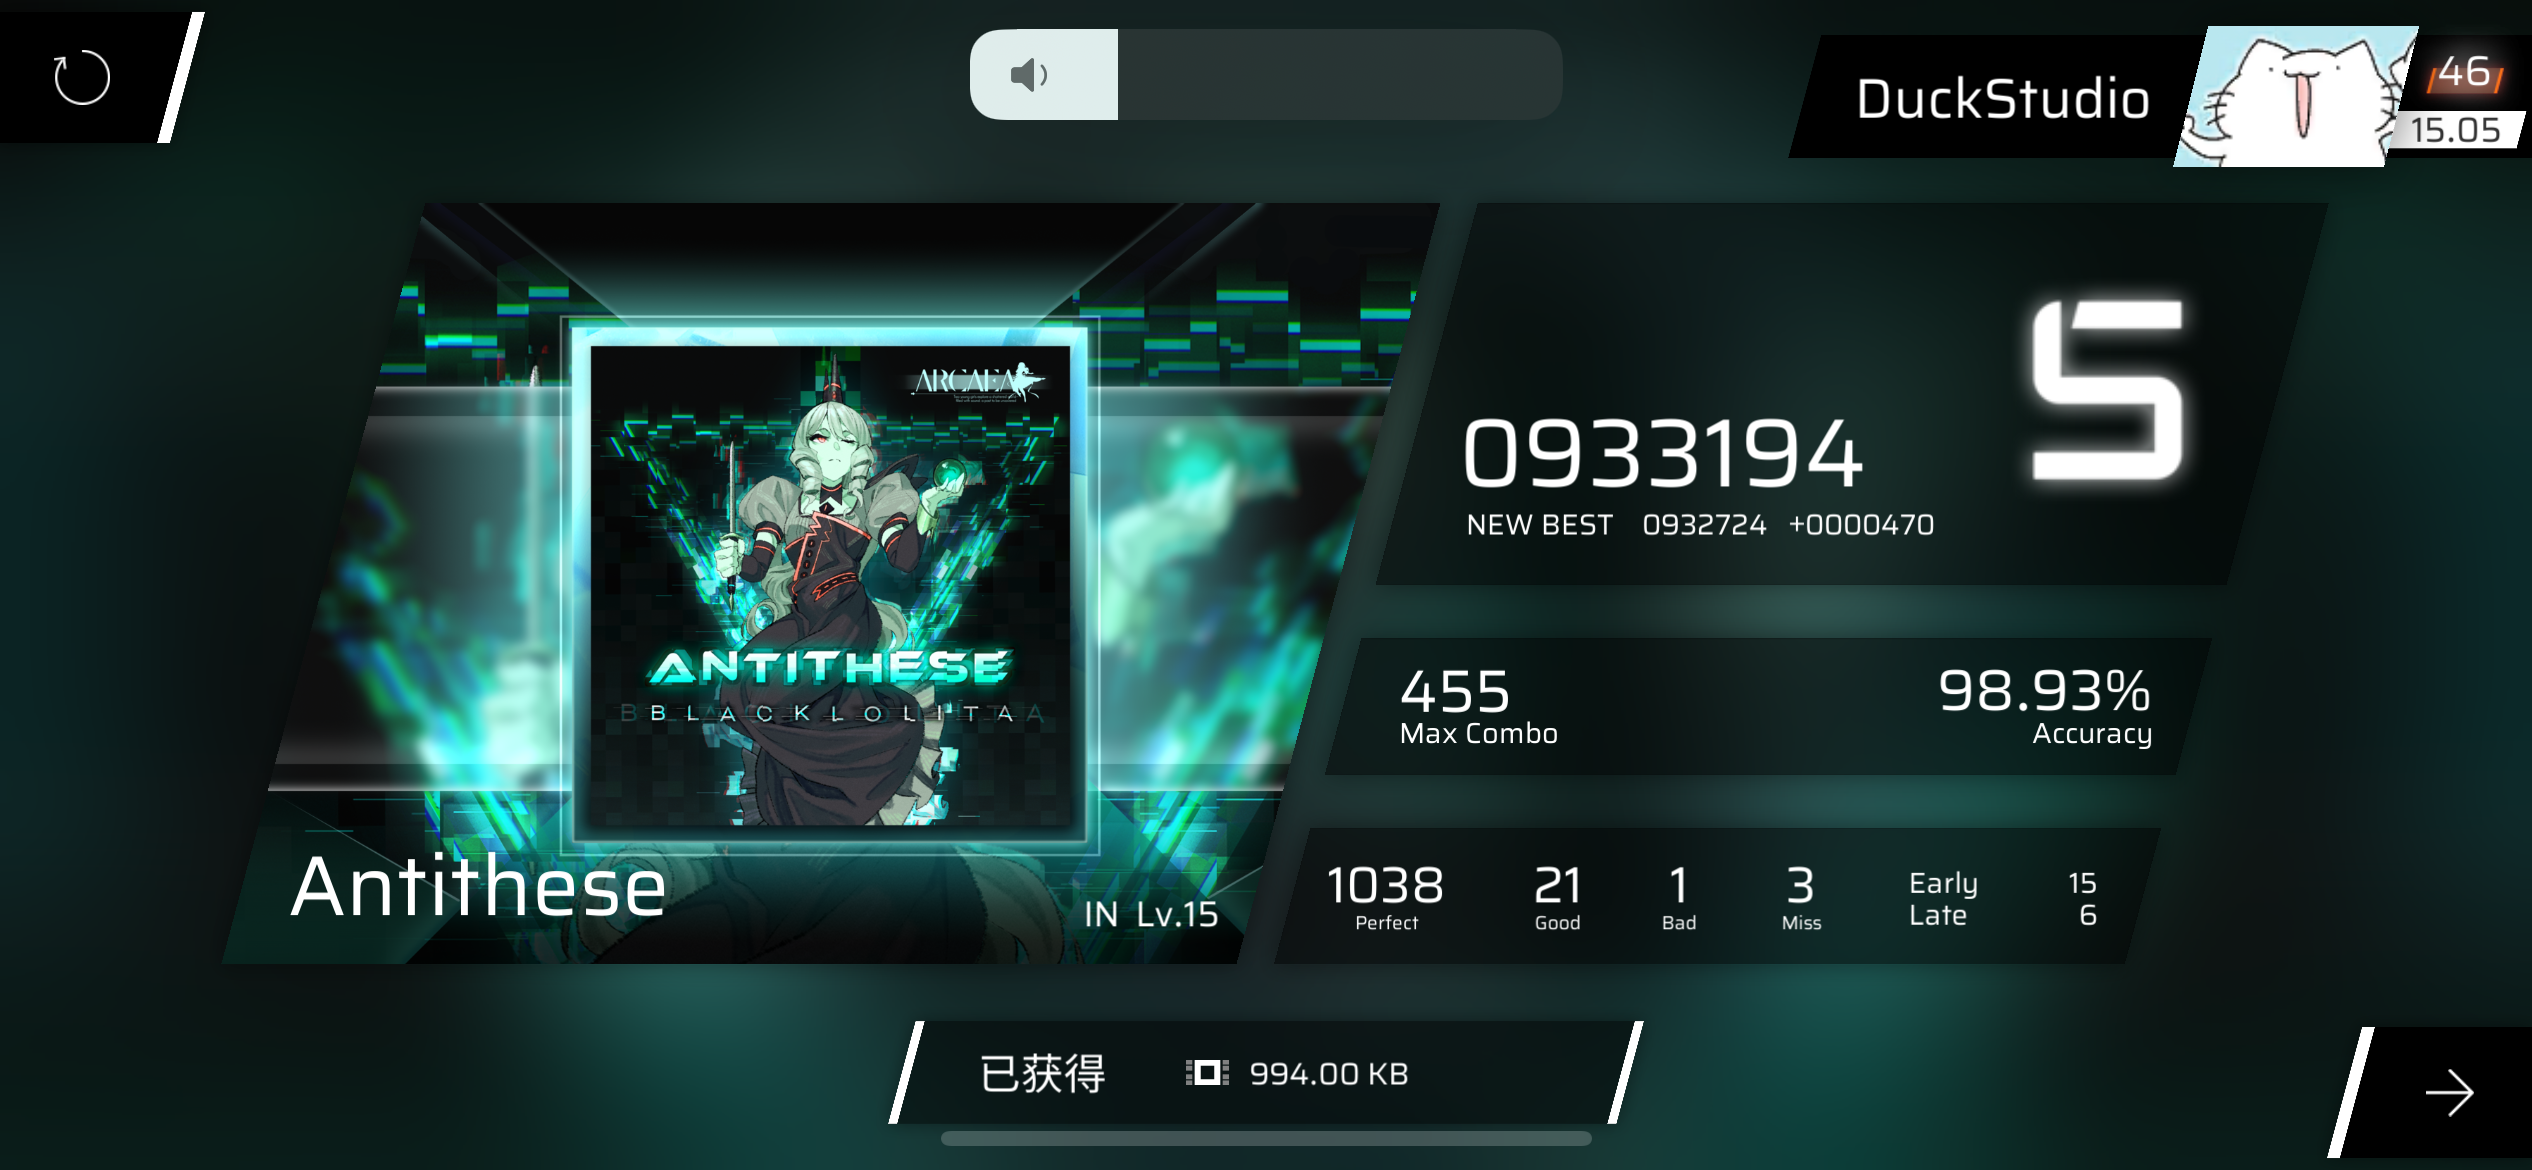 DuckStudio
46
15.05
ARCAEA
ANTITHESE
BLACKLOLITA
Antithese
IN Lv.15
S
0933194
NEW BEST 0932724 +0000470
455
Max Combo
98.93%
Accuracy
1038
Perfect
21
Good
1
Bad
3
Miss
Early 15
Late 6
已获得 994.00 KB